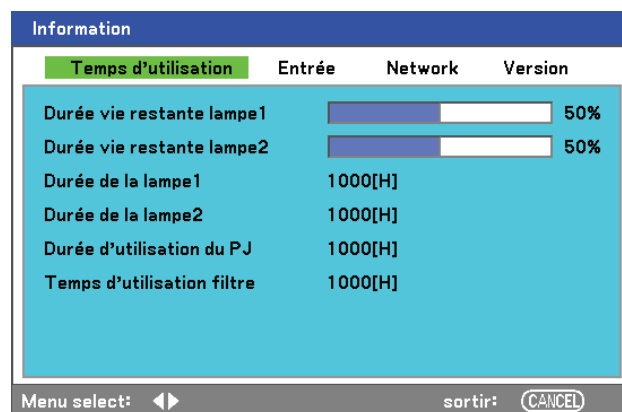 Information
Temps d'utilisation Entrée Network Version
Durée vie restante lampe1 50%
Durée vie restante lampe2 50%
Durée de la lampe1 1000[H]
Durée de la lampe2 1000[H]
Durée d'utilisation du PJ 1000[H]
Temps d'utilisation filtre 1000[H]
Menu select: ◀▶ sortir: CANCEL